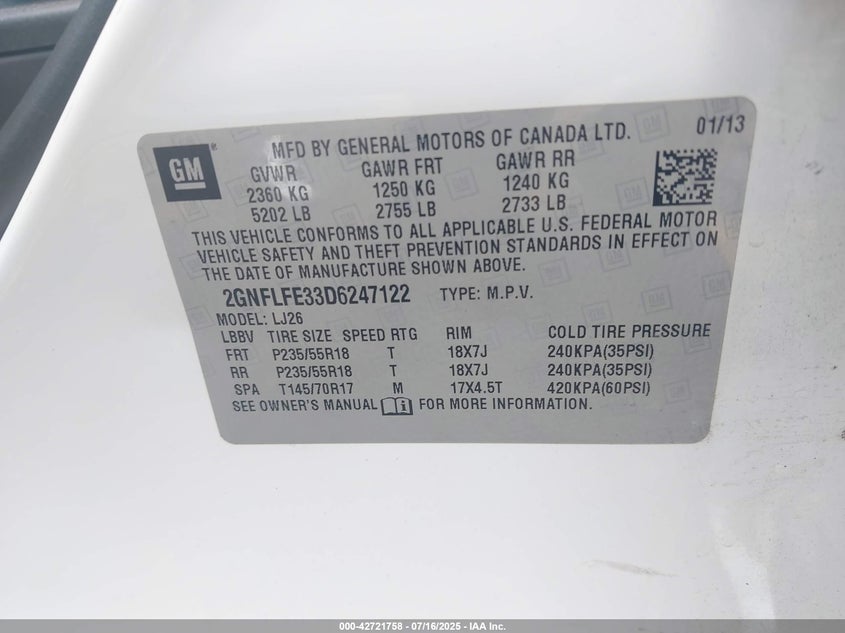 GM
MFD BY GENERAL MOTORS OF CANADA LTD. 01/13
GVWR GAWR FRT GAWR RR
2360 KG 1250 KG 1240 KG
5202 LB 2755 LB 2733 LB
THIS VEHICLE CONFORMS TO ALL APPLICABLE U.S. FEDERAL MOTOR
VEHICLE SAFETY AND THEFT PREVENTION STANDARDS IN EFFECT ON
THE DATE OF MANUFACTURE SHOWN ABOVE.
2GNFLFE33D6247122 TYPE: M.P.V.
MODEL: LJ26
LBBV TIRE SIZE SPEED RTG RIM COLD TIRE PRESSURE
FRT P235/55R18 T 18X7J 240KPA(35PSI)
RR P235/55R18 T 18X7J 240KPA(35PSI)
SPA T145/70R17 M 17X4.5T 420KPA(60PSI)
SEE OWNER'S MANUAL FOR MORE INFORMATION.
000-42721758 - 07/16/2025 - IAA Inc.